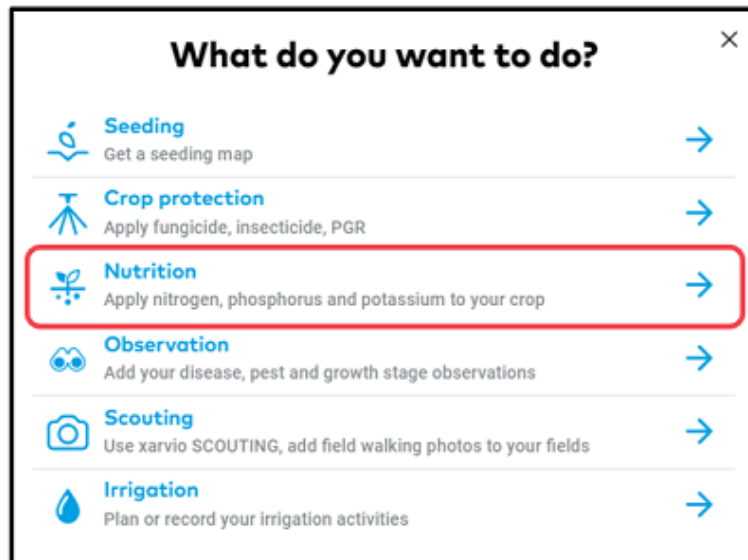 What do you want to do?
Seeding
Get a seeding map
Crop protection
Apply fungicide, insecticide, PGR
Nutrition
Apply nitrogen, phosphorus and potassium to your crop
Observation
Add your disease, pest and growth stage observations
Scouting
Use xarvio SCOUTING, add field walking photos to your fields
Irrigation
Plan or record your irrigation activities